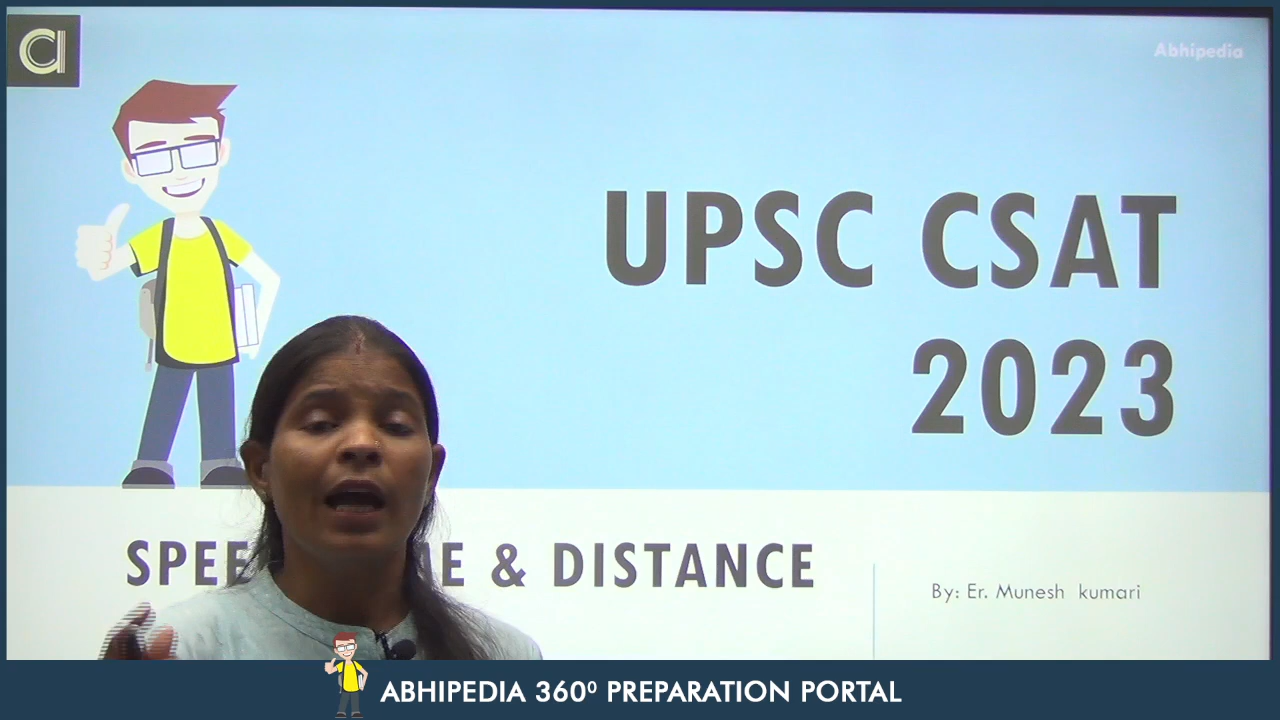 Abhipedia
UPSC CSAT
2023
SPEE E & DISTANCE
By: Er. Munesh kumari
ABHIPEDIA 360⁰ PREPARATION PORTAL